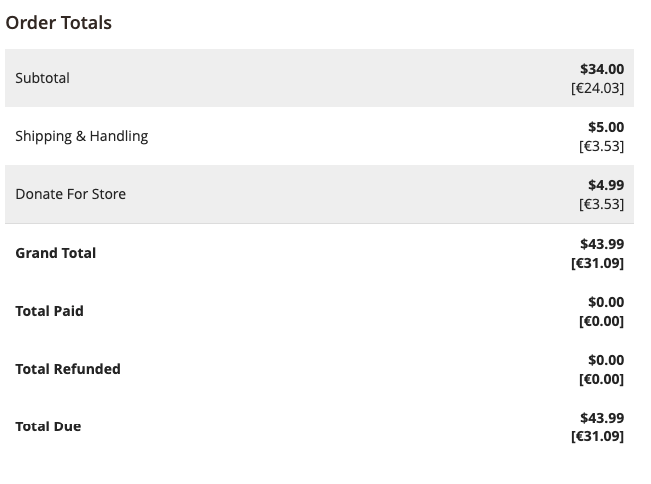 Order Totals
Subtotal
$34.00
[€24.03]
Shipping & Handling
$5.00
[€3.53]
Donate For Store
$4.99
[€3.53]
Grand Total
$43.99
[€31.09]
Total Paid
$0.00
[€0.00]
Total Refunded
$0.00
[€0.00]
Total Due
$43.99
[€31.09]